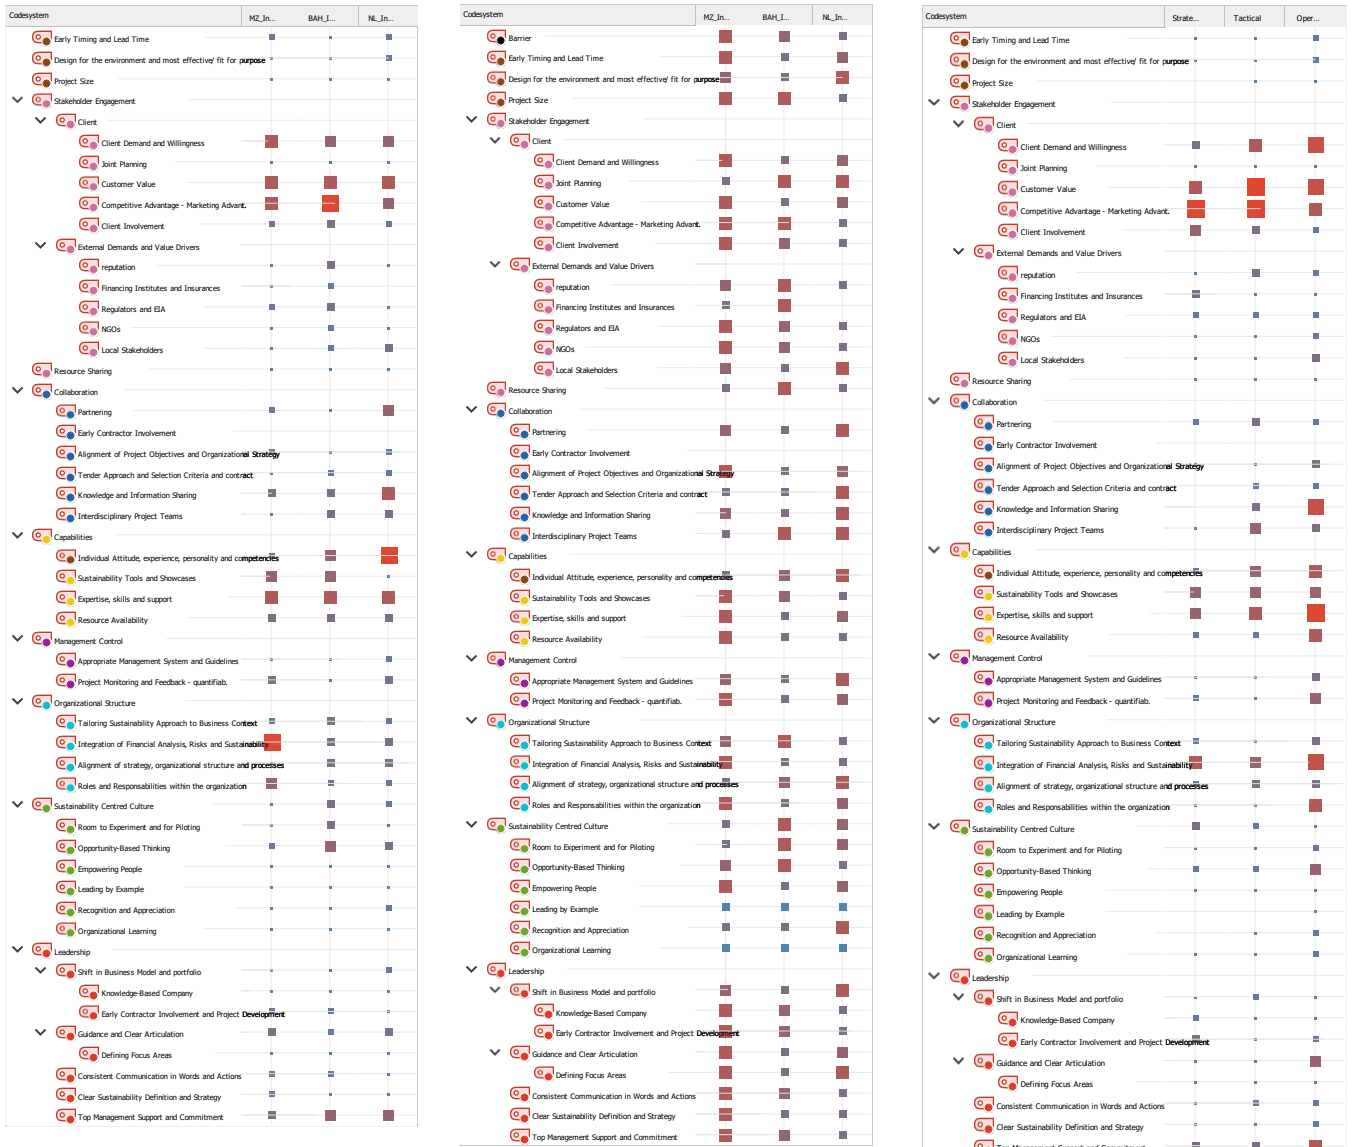 Codesystem MZ_In... BAH_I... NL_In...
Early Timing and Lead Time
Design for the environment and most effective/ fit for purpose
Project Size
Stakeholder Engagement
Client
Client Demand and Willingness
Joint Planning
Customer Value
Competitive Advantage - Marketing Advant.
Client Involvement
External Demands and Value Drivers
reputation
Financing Institutes and Insurances
Regulators and EIA
NGOs
Local Stakeholders
Resource Sharing
Collaboration
Partnering
Early Contractor Involvement
Alignment of Project Objectives and Organizational Strategy
Tender Approach and Selection Criteria and contract
Knowledge and Information Sharing
Interdisciplinary Project Teams
Capabilities
Individual Attitude, experience, personality and competencies
Sustainability Tools and Showcases
Expertise, skills and support
Resource Availability
Management Control
Appropriate Management System and Guidelines
Project Monitoring and Feedback - quantifiab.
Organizational Structure
Tailoring Sustainability Approach to Business Context
Integration of Financial Analysis, Risks and Sustainability
Alignment of strategy, organizational structure and processes
Roles and Responsabilities within the organization
Sustainability Centred Culture
Room to Experiment and for Piloting
Opportunity-Based Thinking
Empowering People
Leading by Example
Recognition and Appreciation
Organizational Learning
Leadership
Shift in Business Model and portfolio
Knowledge-Based Company
Early Contractor Involvement and Project Development
Guidance and Clear Articulation
Defining Focus Areas
Consistent Communication in Words and Actions
Clear Sustainability Definition and Strategy
Top Management Support and Commitment
Codesystem MZ_In... BAH_I... NL_In...
Barrier
Early Timing and Lead Time
Design for the environment and most effective/ fit for purpose
Project Size
Stakeholder Engagement
Client
Client Demand and Willingness
Joint Planning
Customer Value
Competitive Advantage - Marketing Advant.
Client Involvement
External Demands and Value Drivers
reputation
Financing Institutes and Insurances
Regulators and EIA
NGOs
Local Stakeholders
Resource Sharing
Collaboration
Partnering
Early Contractor Involvement
Alignment of Project Objectives and Organizational Strategy
Tender Approach and Selection Criteria and contract
Knowledge and Information Sharing
Interdisciplinary Project Teams
Capabilities
Individual Attitude, experience, personality and competencies
Sustainability Tools and Showcases
Expertise, skills and support
Resource Availability
Management Control
Appropriate Management System and Guidelines
Project Monitoring and Feedback - quantifiab.
Organizational Structure
Tailoring Sustainability Approach to Business Context
Integration of Financial Analysis, Risks and Sustainability
Alignment of strategy, organizational structure and processes
Roles and Responsabilities within the organization
Sustainability Centred Culture
Room to Experiment and for Piloting
Opportunity-Based Thinking
Empowering People
Leading by Example
Recognition and Appreciation
Organizational Learning
Leadership
Shift in Business Model and portfolio
Knowledge-Based Company
Early Contractor Involvement and Project Development
Guidance and Clear Articulation
Defining Focus Areas
Consistent Communication in Words and Actions
Clear Sustainability Definition and Strategy
Top Management Support and Commitment
Codesystem Strate... Tactical Oper...
Early Timing and Lead Time
Design for the environment and most effective/ fit for purpose
Project Size
Stakeholder Engagement
Client
Client Demand and Willingness
Joint Planning
Customer Value
Competitive Advantage - Marketing Advant.
Client Involvement
External Demands and Value Drivers
reputation
Financing Institutes and Insurances
Regulators and EIA
NGOs
Local Stakeholders
Resource Sharing
Collaboration
Partnering
Early Contractor Involvement
Alignment of Project Objectives and Organizational Strategy
Tender Approach and Selection Criteria and contract
Knowledge and Information Sharing
Interdisciplinary Project Teams
Capabilities
Individual Attitude, experience, personality and competencies
Sustainability Tools and Showcases
Expertise, skills and support
Resource Availability
Management Control
Appropriate Management System and Guidelines
Project Monitoring and Feedback - quantifiab.
Organizational Structure
Tailoring Sustainability Approach to Business Context
Integration of Financial Analysis, Risks and Sustainability
Alignment of strategy, organizational structure and processes
Roles and Responsabilities within the organization
Sustainability Centred Culture
Room to Experiment and for Piloting
Opportunity-Based Thinking
Empowering People
Leading by Example
Recognition and Appreciation
Organizational Learning
Leadership
Shift in Business Model and portfolio
Knowledge-Based Company
Early Contractor Involvement and Project Development
Guidance and Clear Articulation
Defining Focus Areas
Consistent Communication in Words and Actions
Clear Sustainability Definition and Strategy